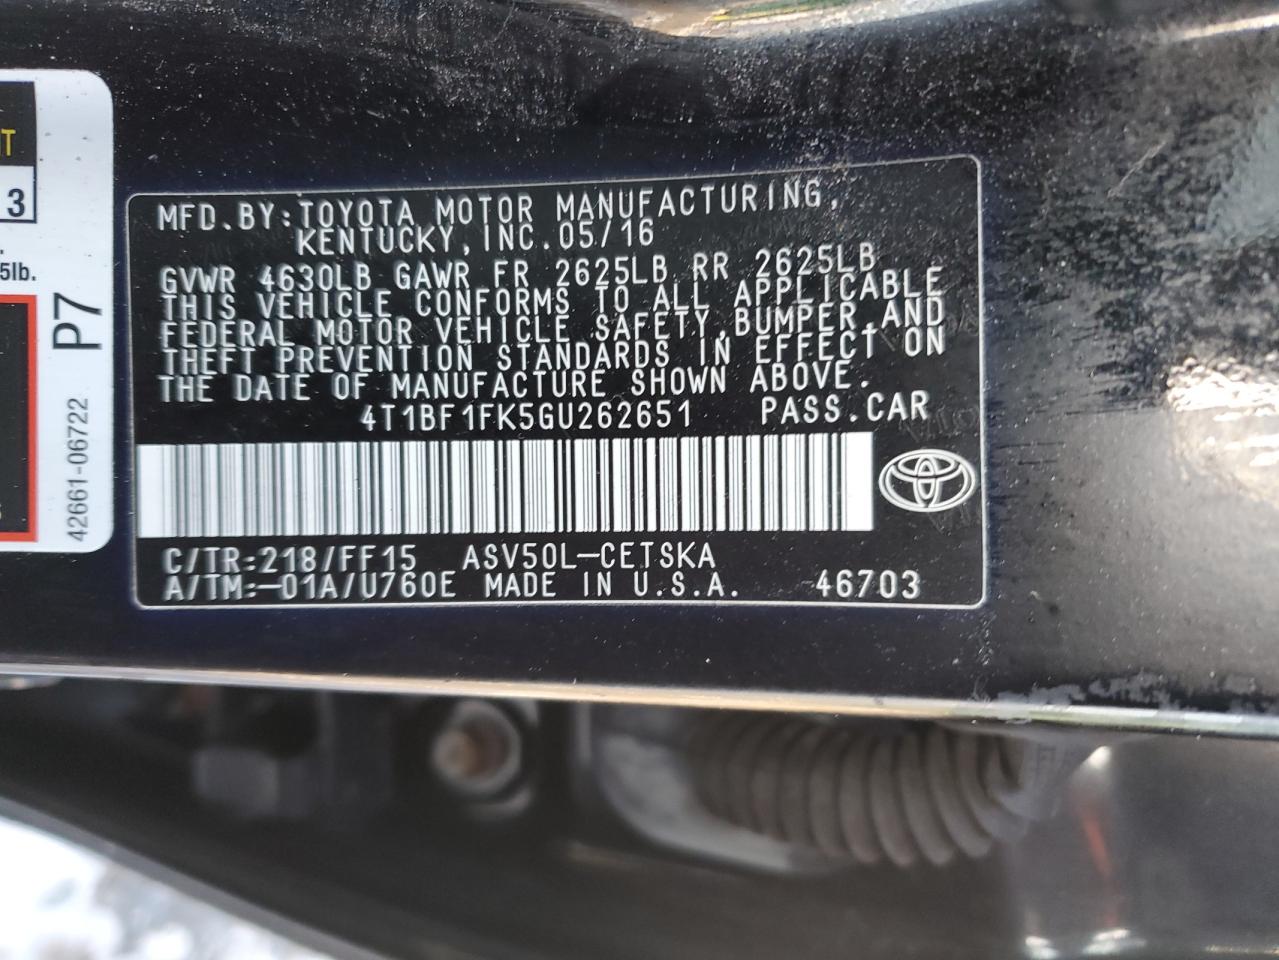 T
3
5lb.
P7
42661-06722
MFD.BY:TOYOTA MOTOR MANUFACTURING,
KENTUCKY,INC.05/16
GVWR 4630LB GAWR FR 2625LB RR 2625LB
THIS VEHICLE CONFORMS TO ALL APPLICABLE
FEDERAL MOTOR VEHICLE SAFETY,BUMPER,AND
THEFT PREVENTION STANDARDS IN EFFECT ON
THE DATE OF MANUFACTURE SHOWN ABOVE.
4T1BF1FK5GU262651 PASS.CAR
C/TR:218/FF15 ASV50L-CETSKA
A/TM:-01A/U760E MADE IN U.S.A. 46703